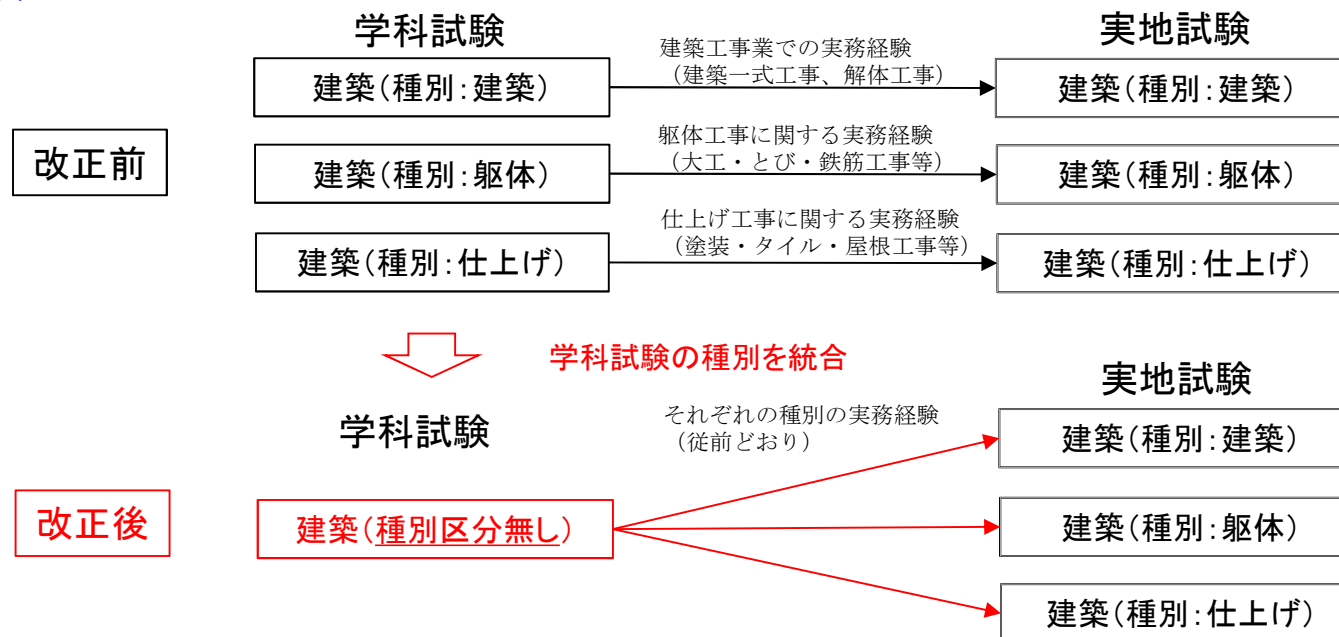 学科試験
実地試験
建築工事業での実務経験
（建築一式工事、解体工事）
建築（種別：建築）
建築（種別：建築）
改正前
躯体工事に関する実務経験
（大工・とび・鉄筋工事等）
建築（種別：躯体）
建築（種別：躯体）
仕上げ工事に関する実務経験
（塗装・タイル・屋根工事等）
建築（種別：仕上げ）
建築（種別：仕上げ）
学科試験の種別を統合
学科試験
実地試験
それぞれの種別の実務経験
（従前どおり）
改正後
建築（種別区分無し）
建築（種別：建築）
建築（種別：躯体）
建築（種別：仕上げ）